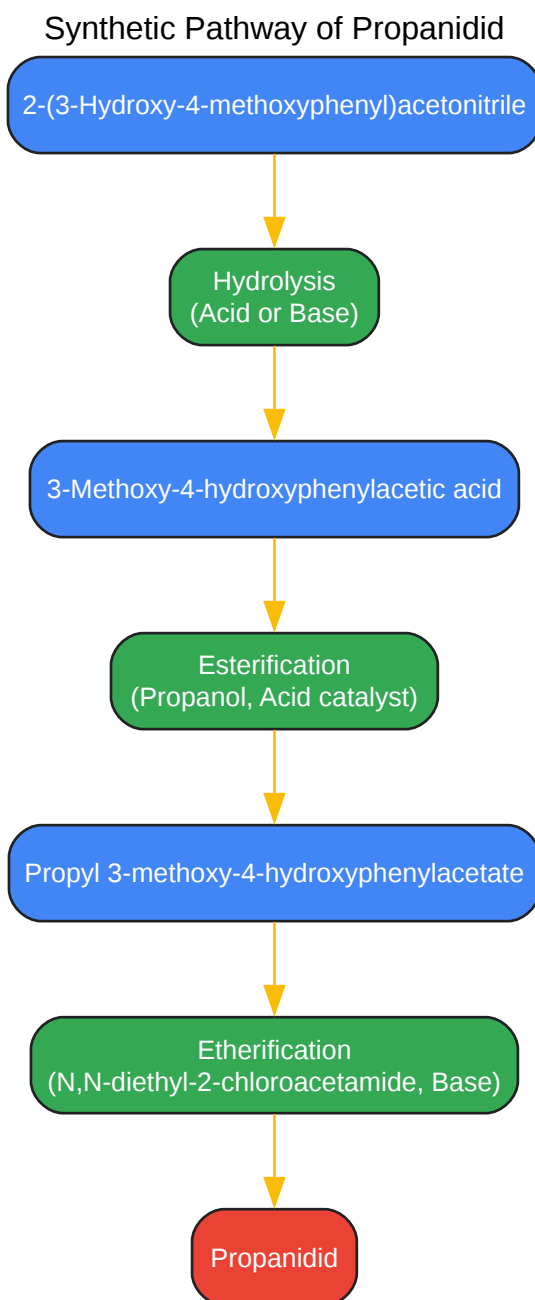 Synthetic Pathway of Propanidid
2-(3-Hydroxy-4-methoxyphenyl)acetonitrile
Hydrolysis
(Acid or Base)
3-Methoxy-4-hydroxyphenylacetic acid
Esterification
(Propanol, Acid catalyst)
Propyl 3-methoxy-4-hydroxyphenylacetate
Etherification
(N,N-diethyl-2-chloroacetamide, Base)
Propanidid